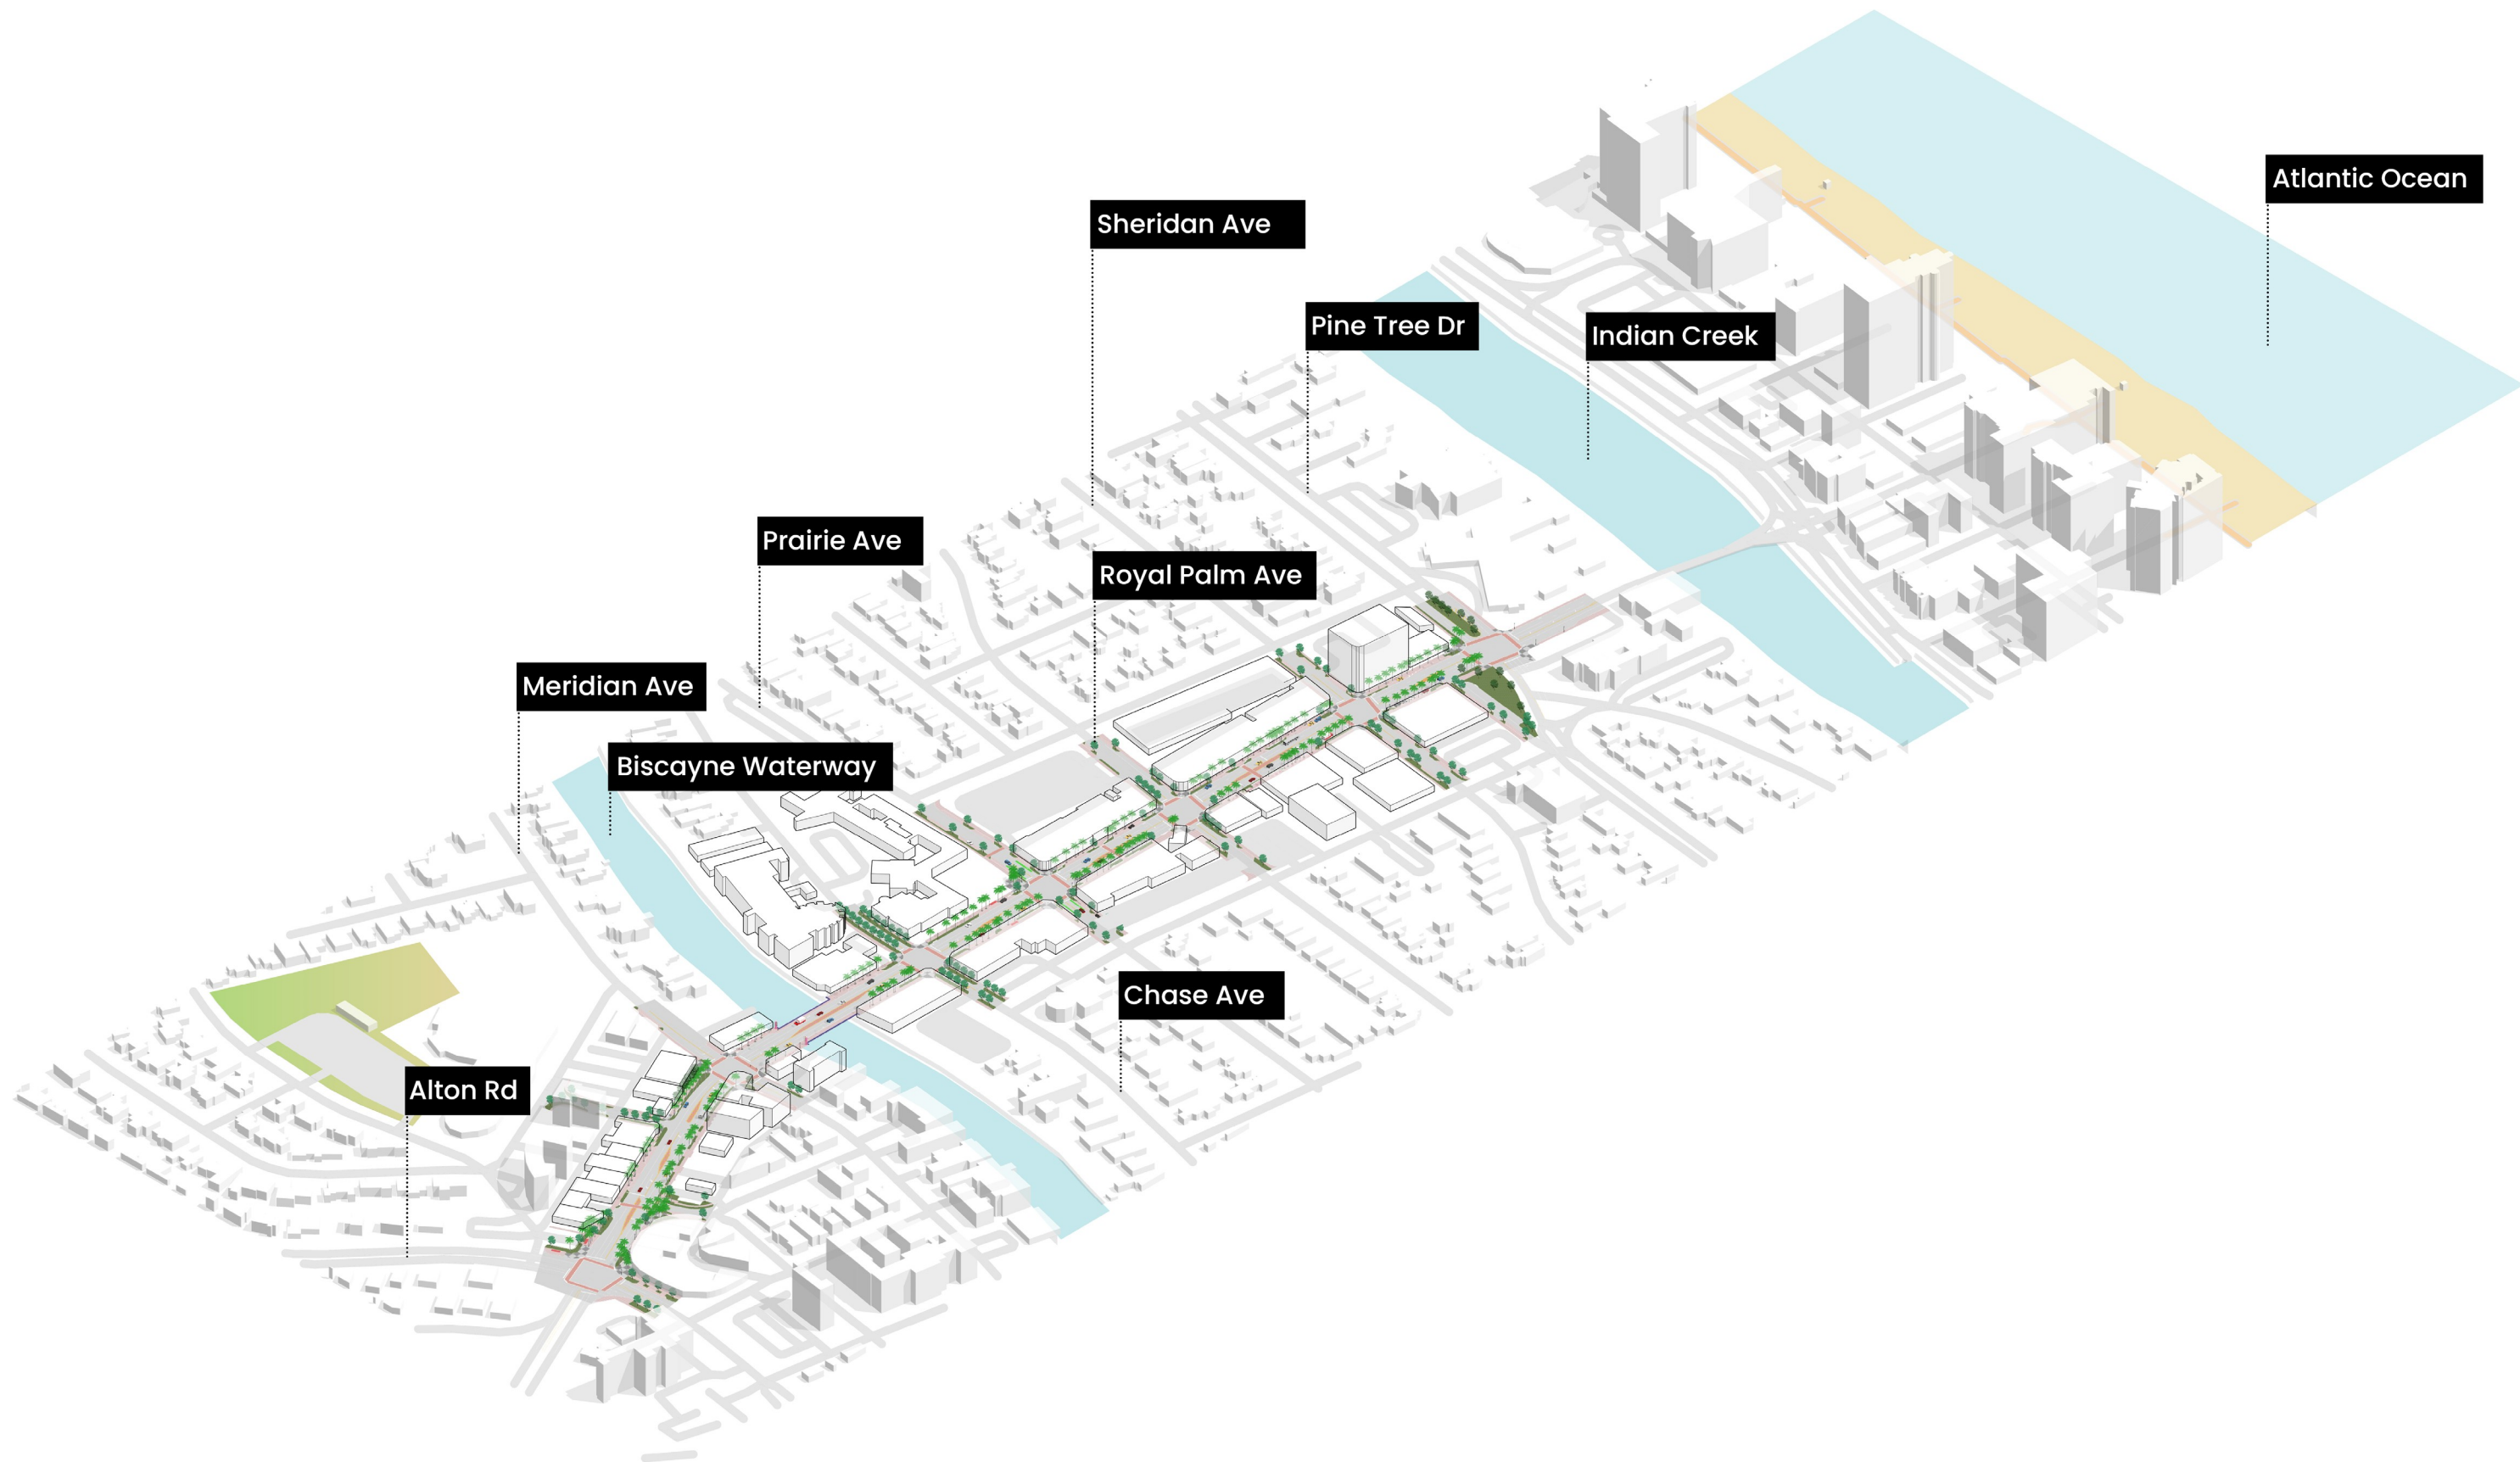 Atlantic Ocean
Sheridan Ave
Pine Tree Dr
Indian Creek
Prairie Ave
Royal Palm Ave
Meridian Ave
Biscayne Waterway
Chase Ave
Alton Rd